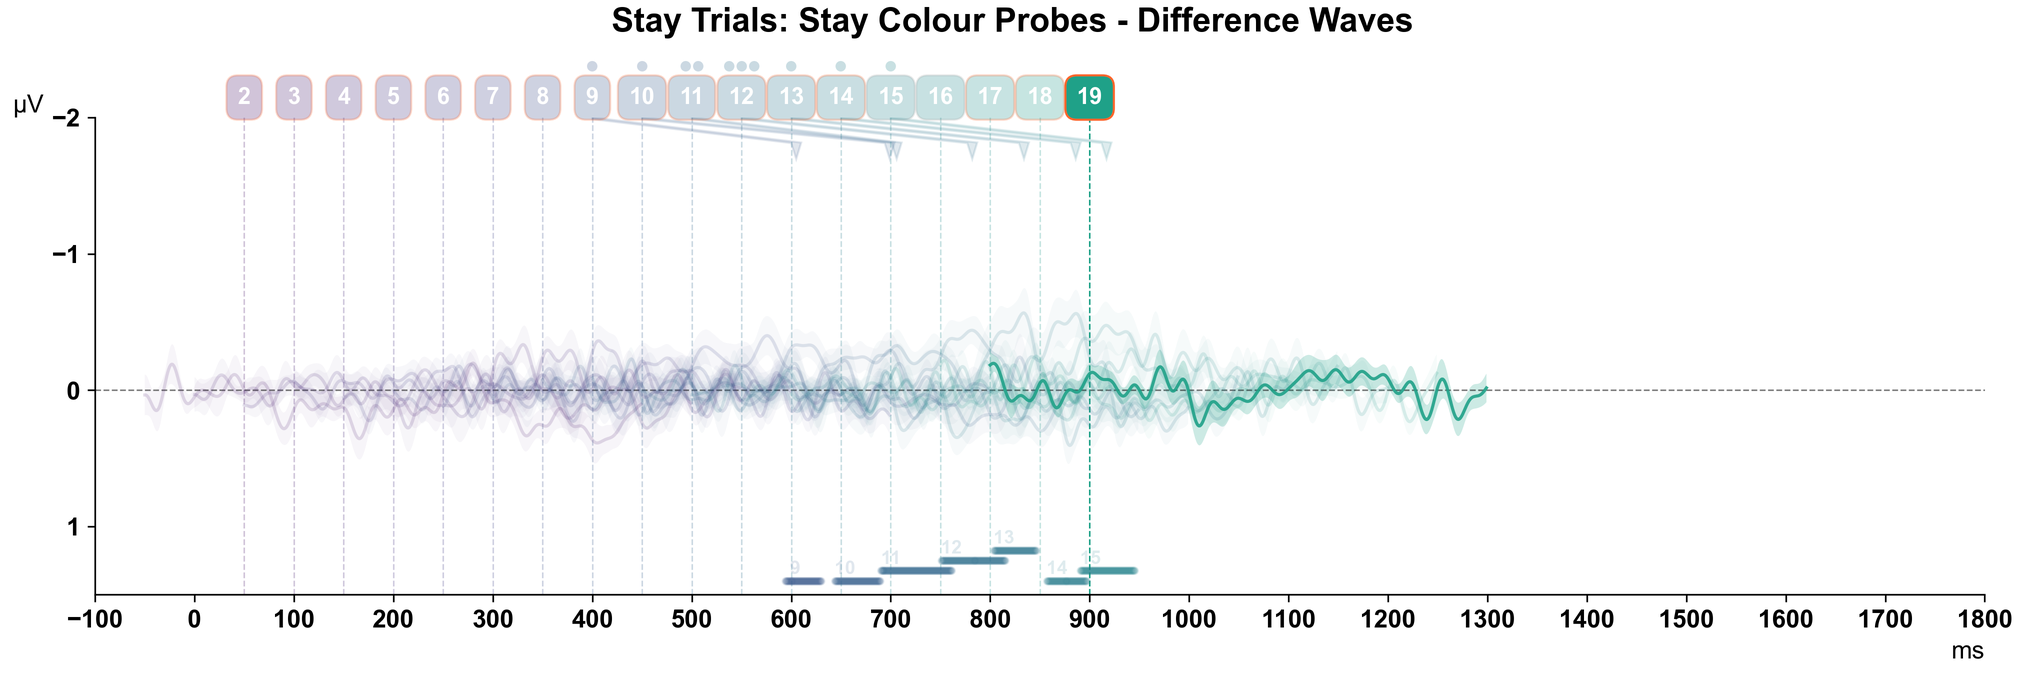 Stay Trials: Stay Colour Probes - Difference Waves
2 3 4 5 6 7 8 9 10 11 12 13 14 15 16 17 18 19
µV
−2
−1
0
1
13
12
11 15
9 10 14
−100 0 100 200 300 400 500 600 700 800 900 1000 1100 1200 1300 1400 1500 1600 1700 1800
ms